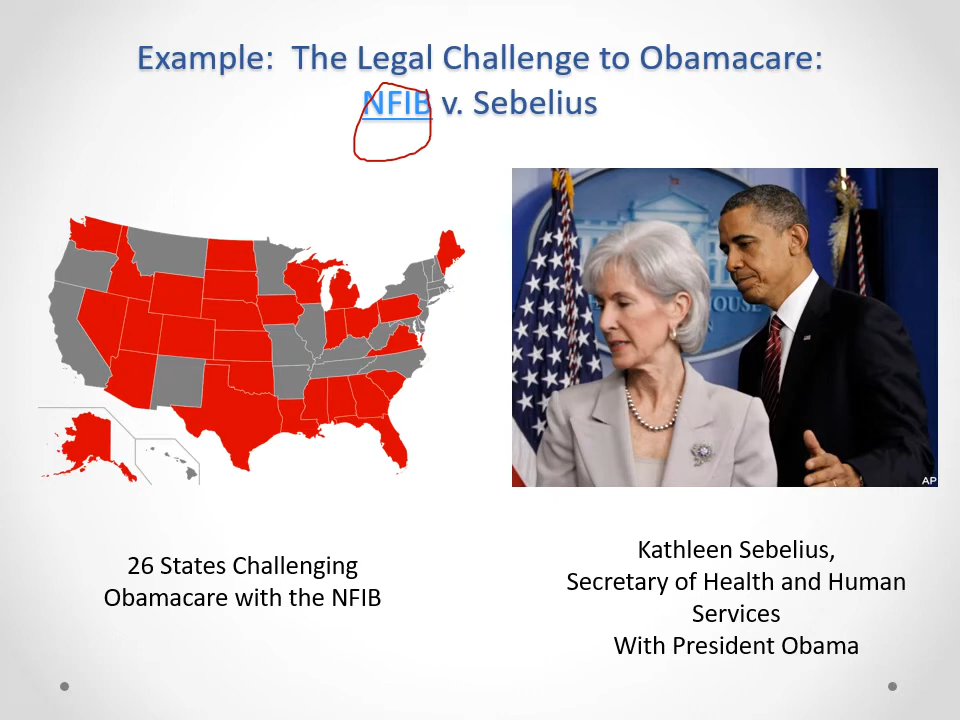 Example:  The Legal Challenge to Obamacare:
NFIB v. Sebelius
HOUSE
N
AP
26 States Challenging
Obamacare with the NFIB
Kathleen Sebelius,
Secretary of Health and Human
Services
With President Obama